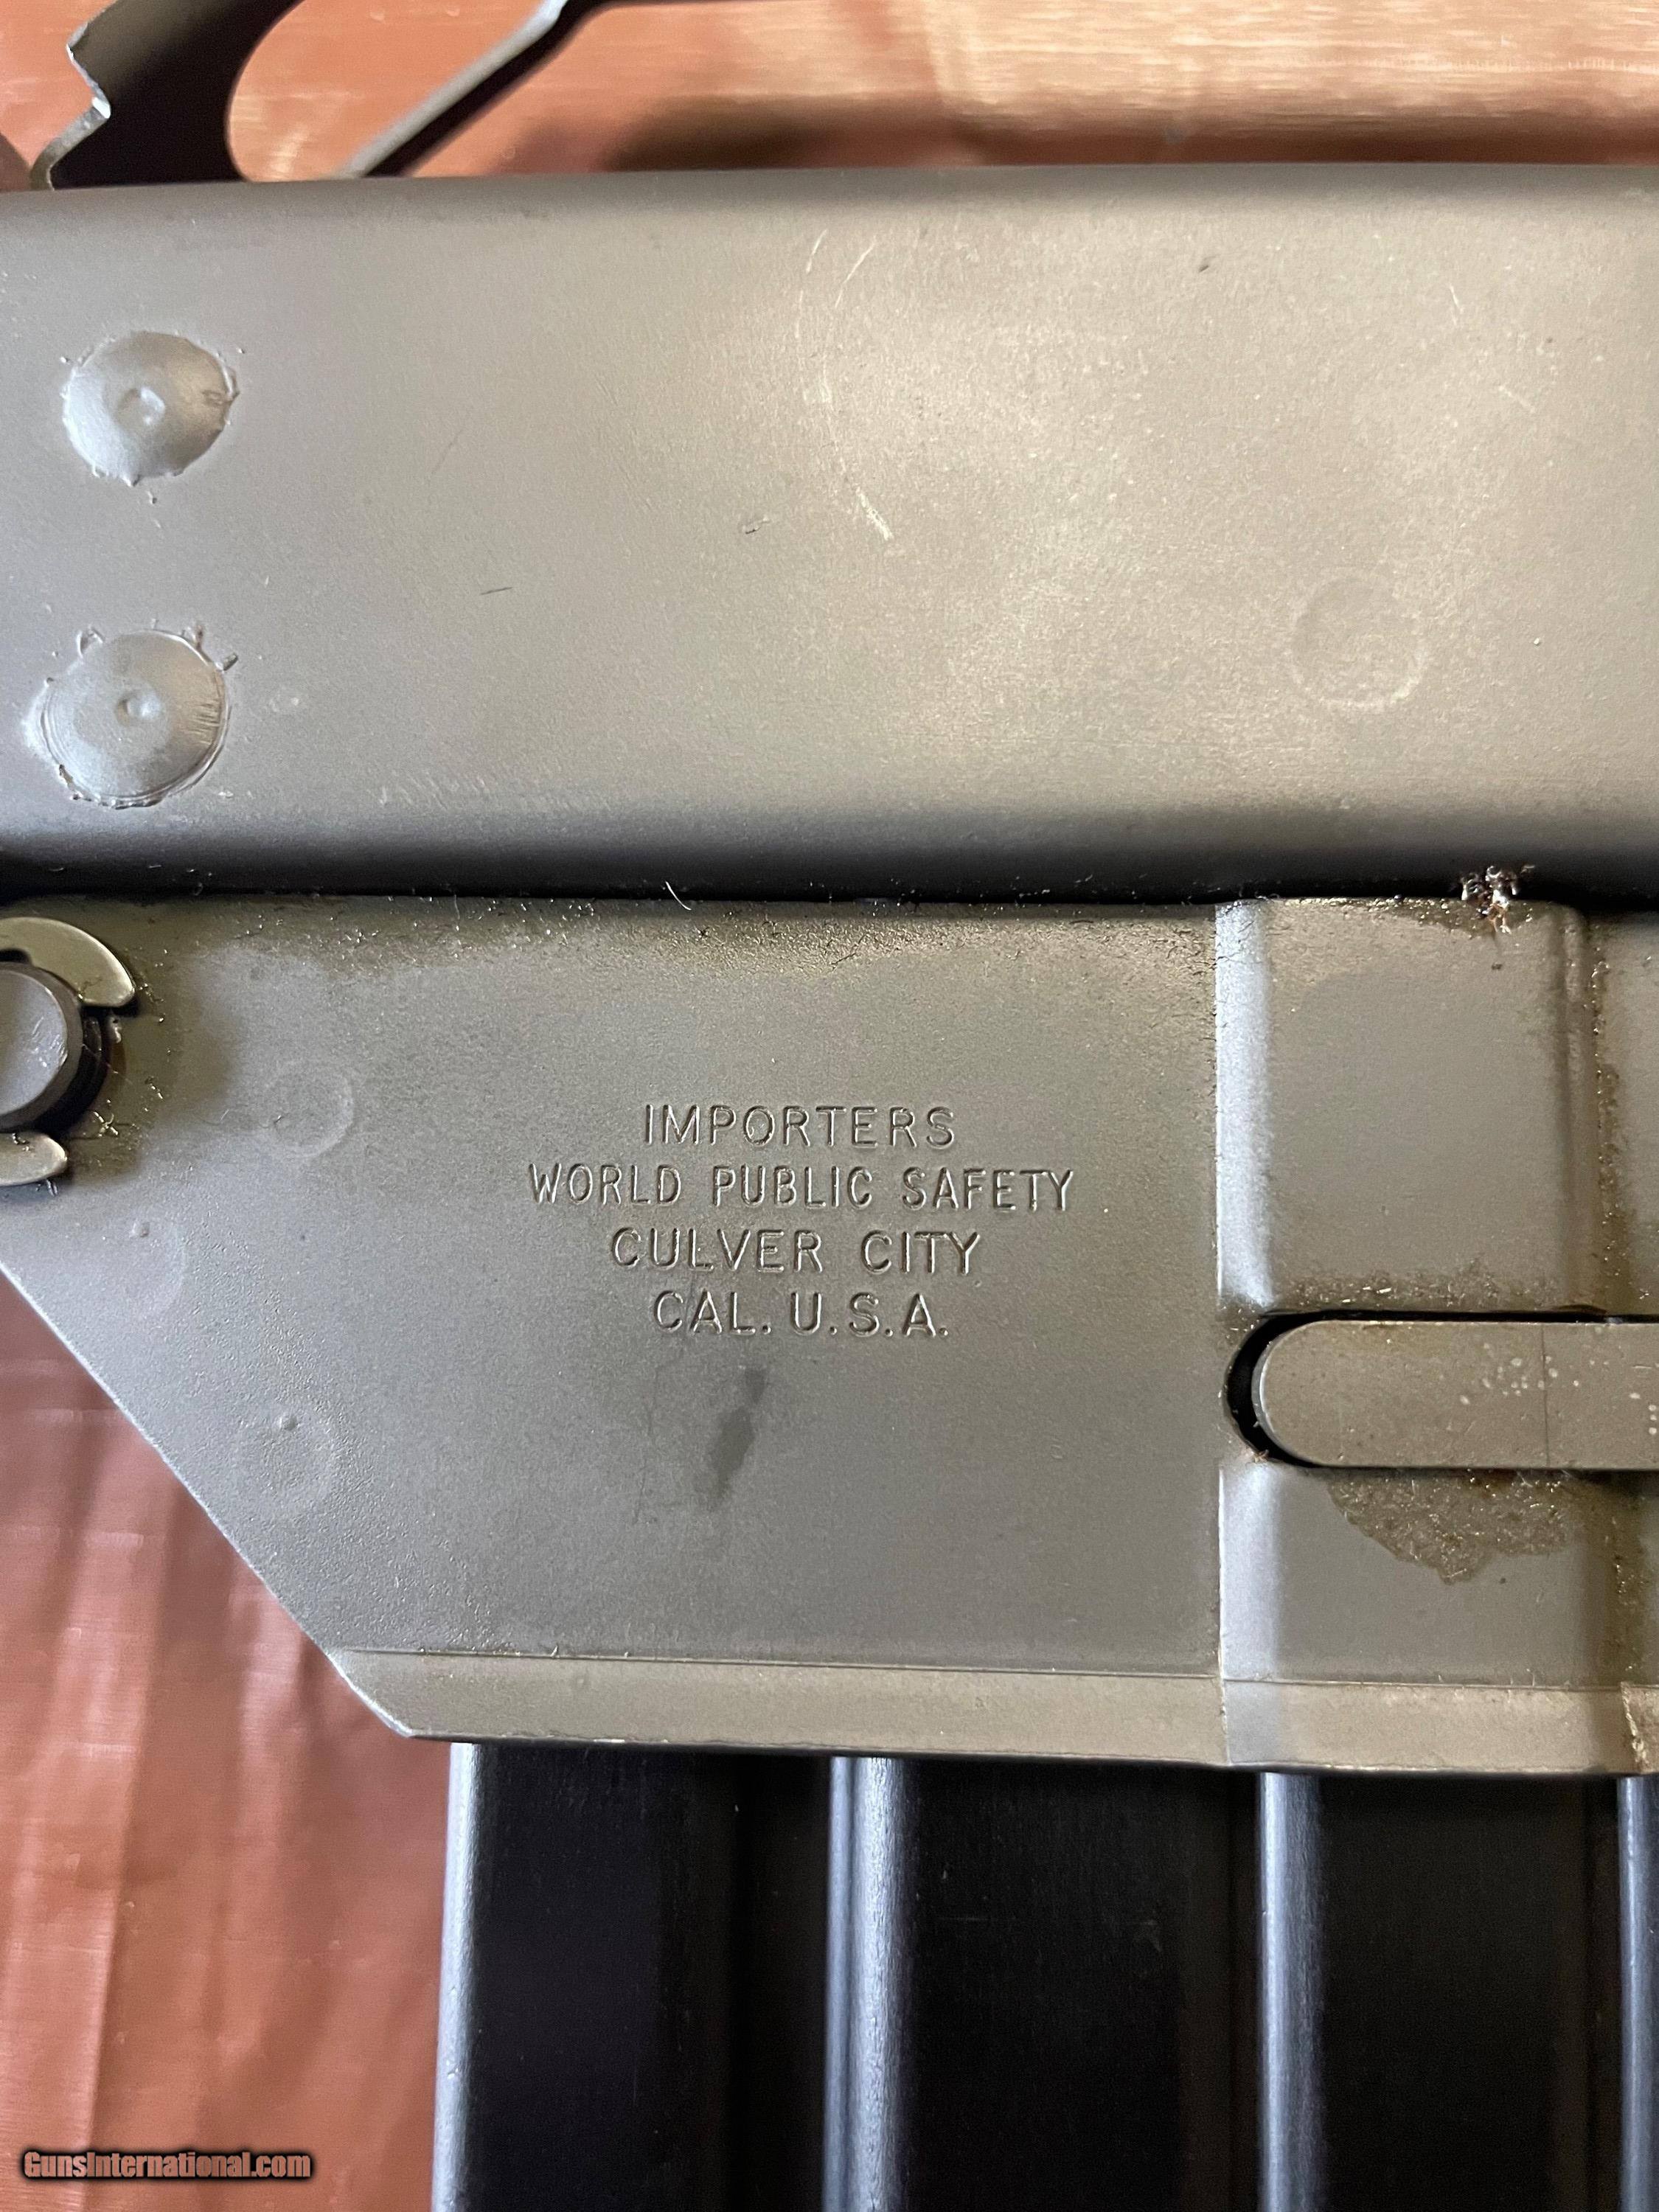 IMPORTERS
WORLD PUBLIC SAFETY
CULVER CITY
CAL. U.S.A.
GunsInternational.com